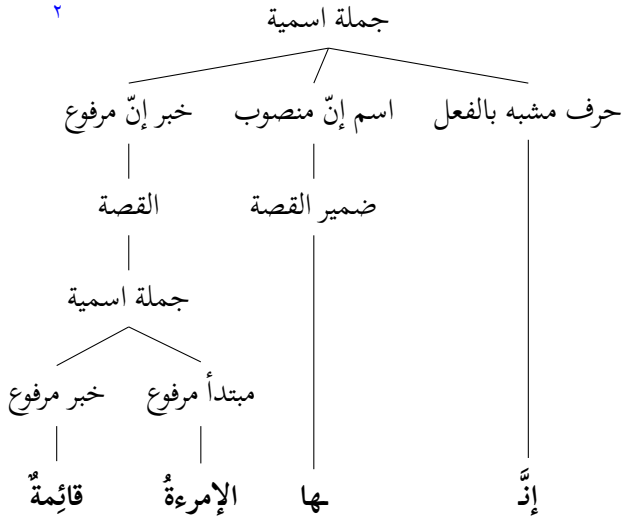 ٢
جملة اسمية
حرف مشبه بالفعل اسم إنّ منصوب خبر إنّ مرفوع
ضمير القصة القصة
جملة اسمية
مبتدأ مرفوع خبر مرفوع
إنَّـ ـها الإمرءةُ قائِمةٌ